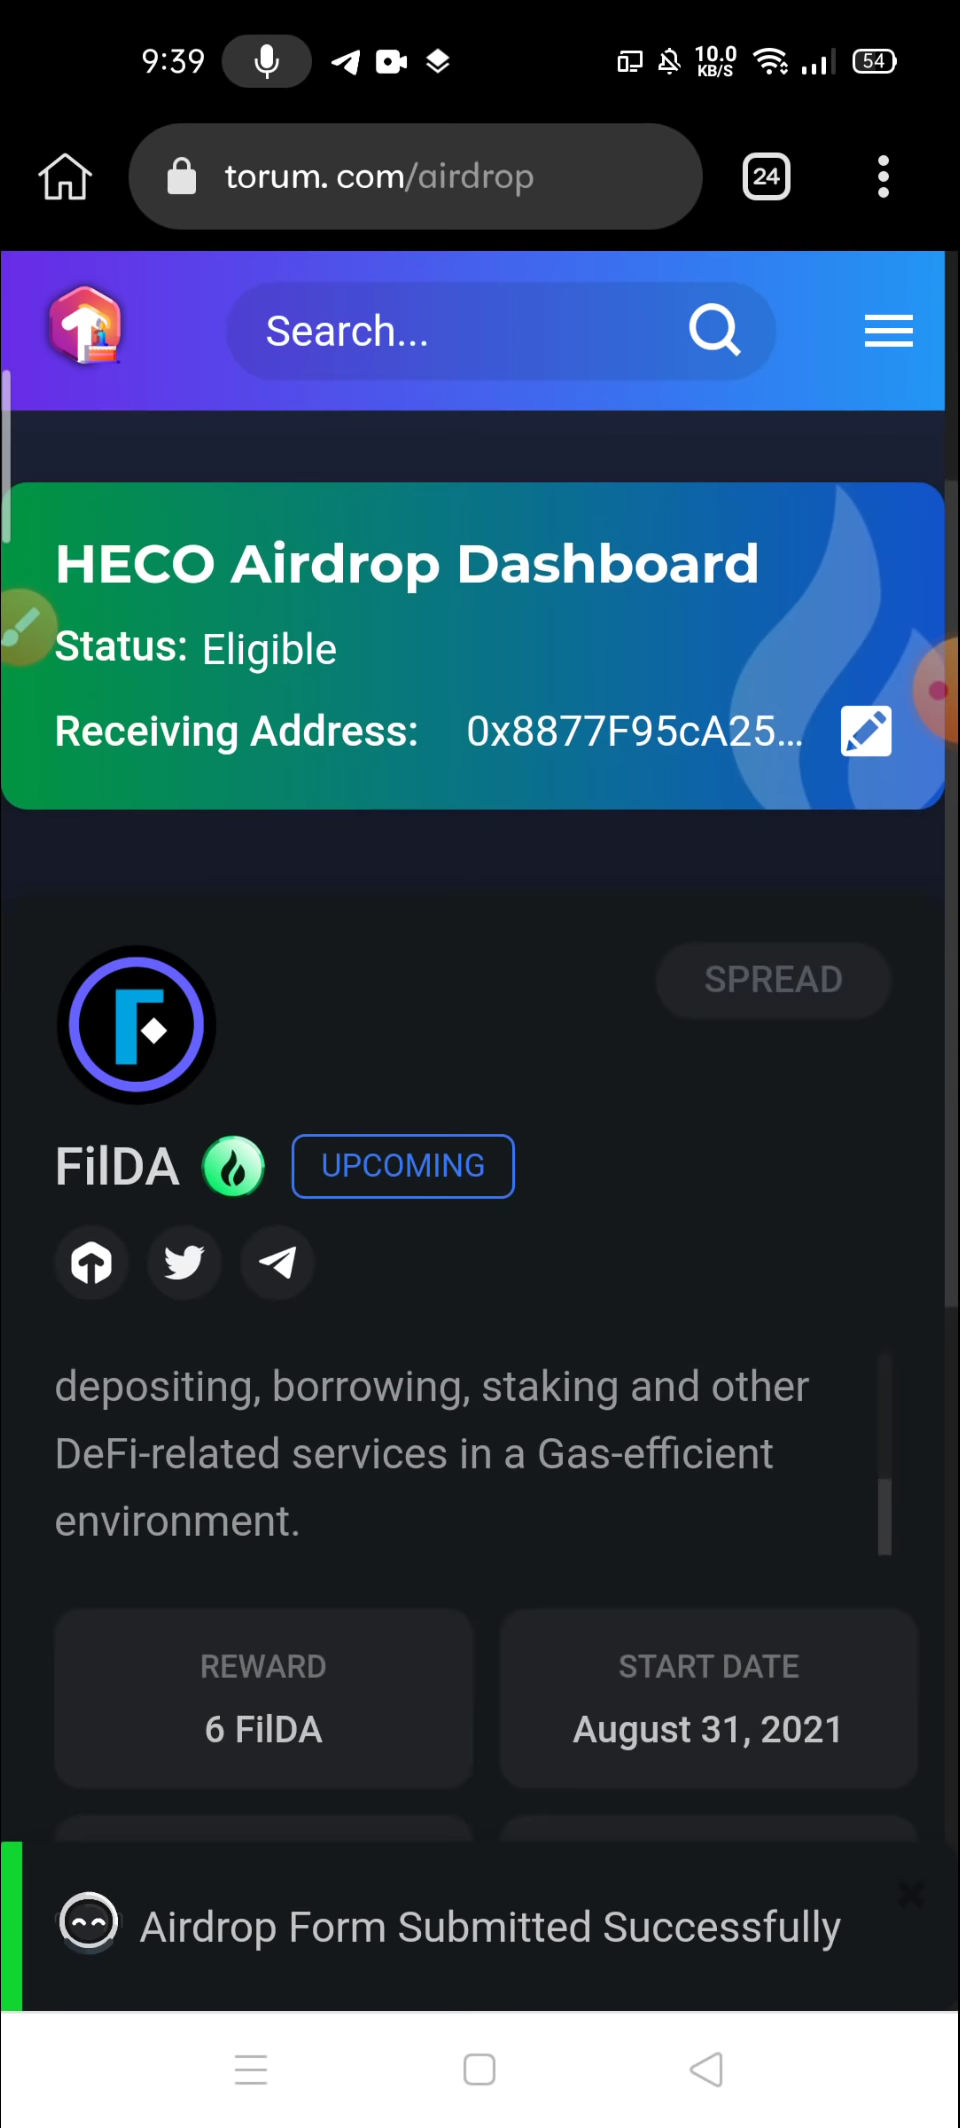 9:39
10.0
KB/S
54
torum.com/airdrop
24
Search...
HECO Airdrop Dashboard
Status: Eligible
Receiving Address: 0x8877F95cA25...
SPREAD
FilDA
UPCOMING
depositing, borrowing, staking and other
DeFi-related services in a Gas-efficient
environment.
REWARD
6 FilDA
START DATE
August 31, 2021
Airdrop Form Submitted Successfully